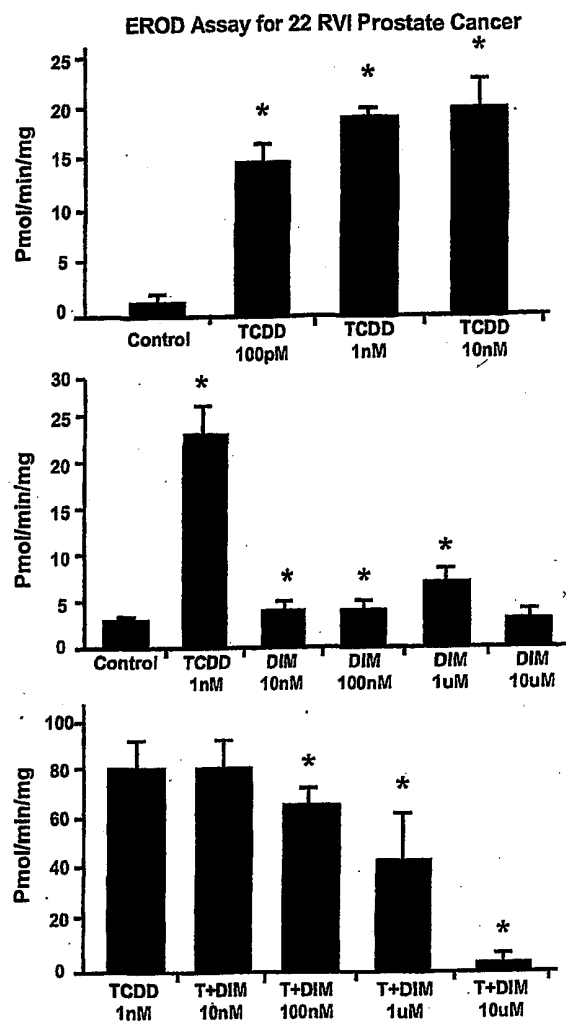 EROD Assay for 22 RVI Prostate Cancer
Pmol/min/mg
25
20
15
10
5
0
* * *
Control TCDD TCDD TCDD
100pM 1nM 10nM
Pmol/min/mg
30
25
20
15
10
5
0
* * * *
Control TCDD DIM DIM DIM DIM
1nM 10nM 100nM 1uM 10uM
Pmol/min/mg
100
80
60
40
20
0
* * *
TCDD T+DIM T+DIM T+DIM T+DIM
1nM 10nM 100nM 1uM 10uM